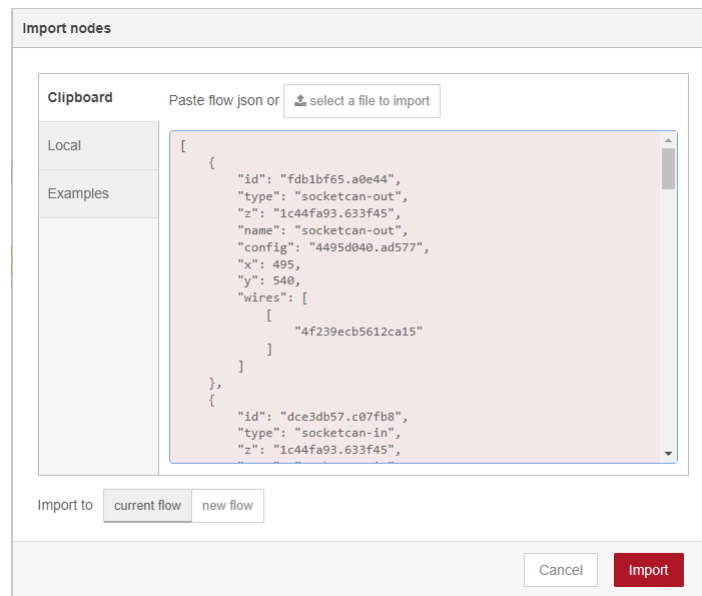 Import nodes
Clipboard
Paste flow json or
select a file to import
Local
Examples
[
{
"id": "fdb1bf65.a0e44",
"type": "socketcan-out",
"z": "1c44fa93.633f45",
"name": "socketcan-out",
"config": "4495d040.ad577",
"x": 495,
"y": 540,
"wires": [
[
"4f239ecb5612ca15"
]
]
},
{
"id": "dce3db57.c07fb8",
"type": "socketcan-in",
"z": "1c44fa93.633f45",
Import to
current flow
new flow
Cancel
Import